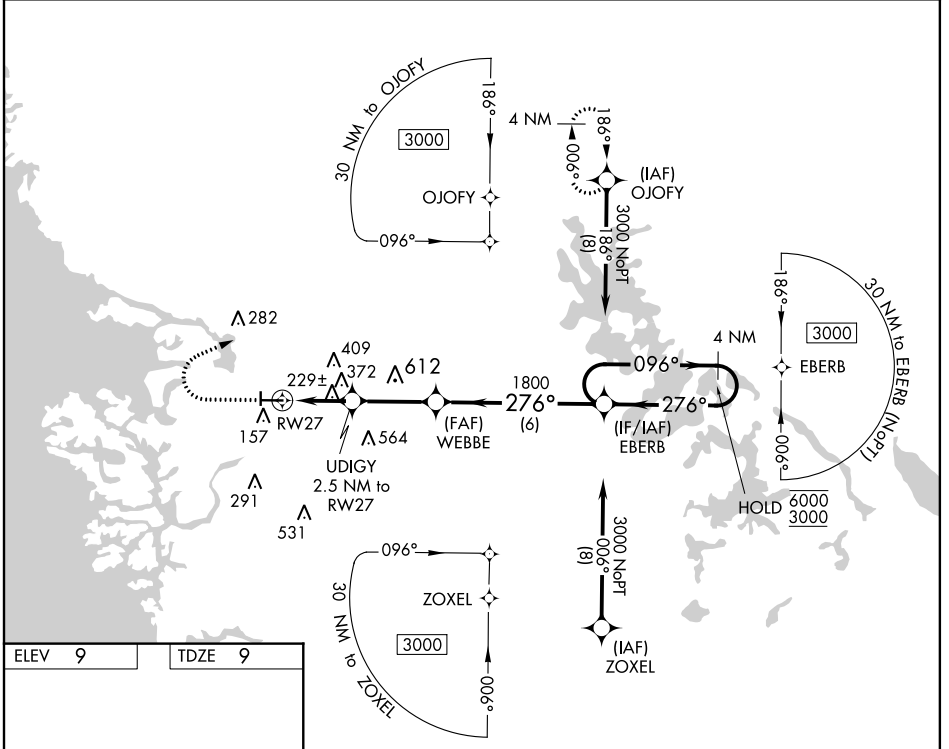 30 NM to OJOFY
186°
3000
OJOFY
096°
4 NM
186°
006°
(IAF)
OJOFY
3000 NoPT
186°
(8)
186°
3000
EBERB
006°
30 NM to EBERB (NoPT)
282
409
372
229±
612
157
RW27
564
291
531
UDIGY
2.5 NM to
RW27
(FAF)
WEBBE
1800
276°
(6)
096°
276°
4 NM
(IF/IAF)
EBERB
HOLD
6000
3000
096°
ZOXEL
3000
006°
30 NM to ZOXEL
3000 NoPT
006°
(8)
(IAF)
ZOXEL
ELEV 9
TDZE 9